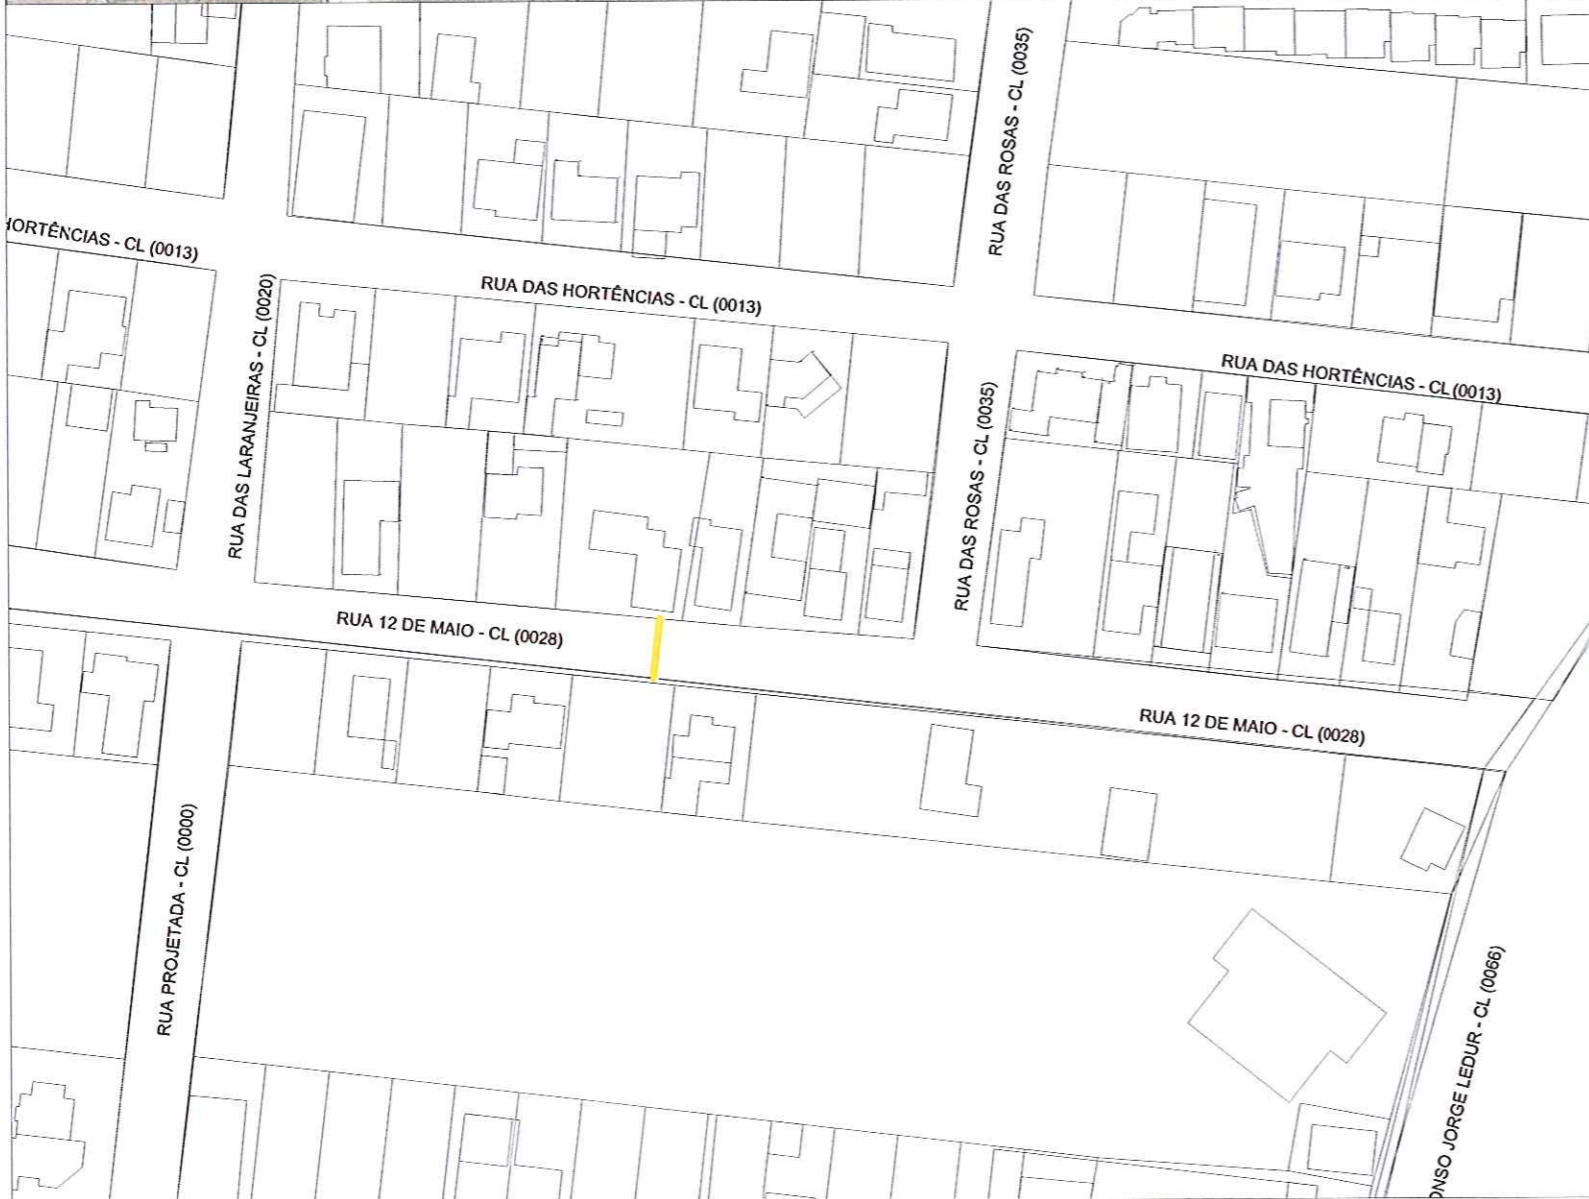 RUA DAS ROSAS - CL (0035)
HORTÊNCIAS - CL (0013)
RUA DAS HORTÊNCIAS - CL (0013)
RUA DAS LARANJEIRAS - CL (0020)
RUA DAS HORTÊNCIAS - CL (0013)
RUA DAS ROSAS - CL (0035)
RUA 12 DE MAIO - CL (0028)
RUA 12 DE MAIO - CL (0028)
RUA PROJETADA - CL (0000)
ONSO JORGE LEDUR - CL (0066)